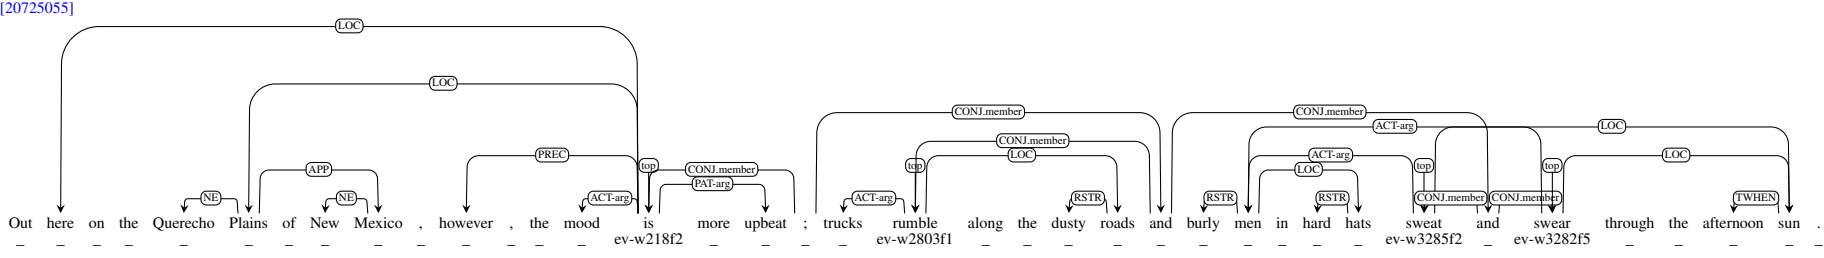 [20725055]
LOC
LOC
CONJ.member CONJ.member
ACT-arg LOC
CONJ.member
PREC LOC ACT-arg LOC
top top top top
APP CONJ.member LOC
PAT-arg
NE NE ACT-arg ACT-arg RSTR RSTR RSTR CONJ.member CONJ.member TWHEN
Out here on the Querecho Plains of New Mexico , however , the mood is more upbeat ; trucks rumble along the dusty roads and burly men in hard hats sweat and swear through the afternoon sun .
_ _ _ _ _ _ _ _ _ _ _ _ _ _ ev-w218f2 _ _ _ _ ev-w2803f1 _ _ _ _ _ _ _ _ _ _ ev-w3285f2 _ ev-w3282f5 _ _ _ _ _